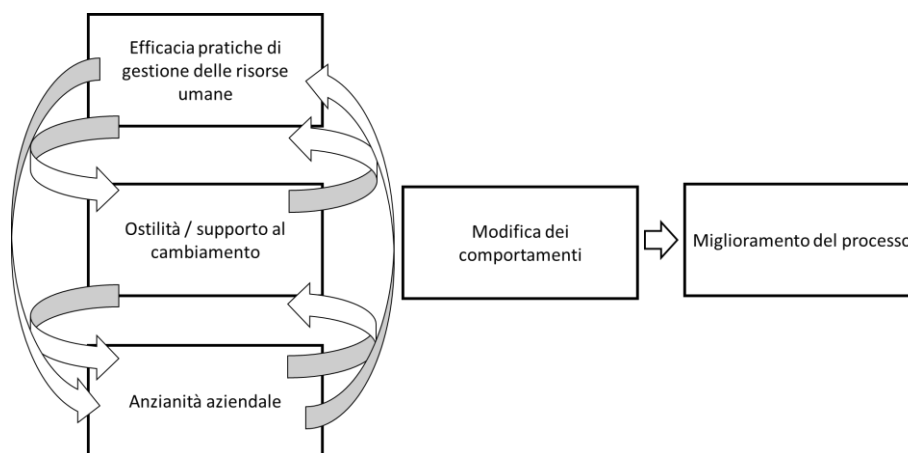 Efficacia pratiche di
gestione delle risorse
umane
Ostilità / supporto al
cambiamento
Modifica dei
comportamenti
Miglioramento del processo
Anzianità aziendale